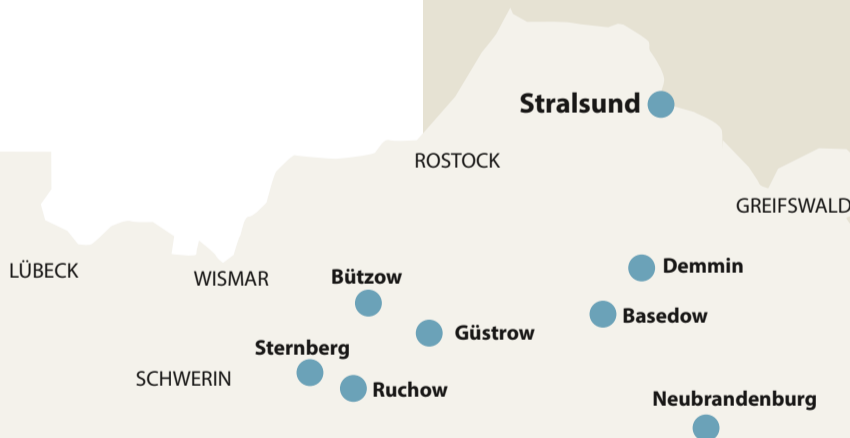 Stralsund
ROSTOCK
GREIFSWALD
Demmin
LÜBECK
WISMAR
Bützow
Basedow
Güstrow
Sternberg
SCHWERIN
Ruchow
Neubrandenburg